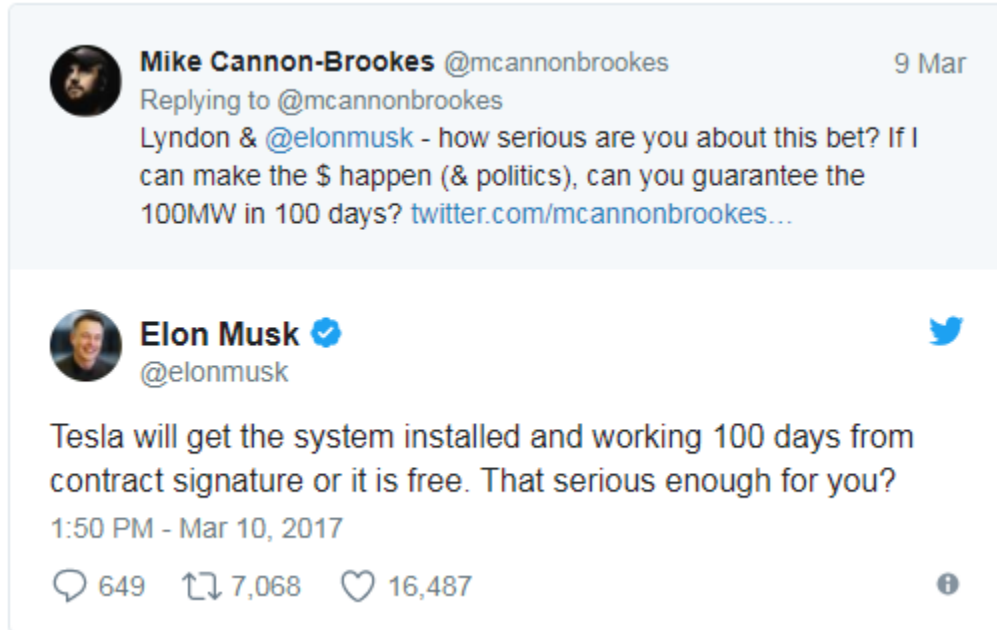 Mike Cannon-Brookes @mcannonbrookes 9 Mar
Replying to @mcannonbrookes
Lyndon & @elonmusk - how serious are you about this bet? If I
can make the $ happen (& politics), can you guarantee the
100MW in 100 days? twitter.com/mcannonbrookes…
Elon Musk
@elonmusk
Tesla will get the system installed and working 100 days from
contract signature or it is free. That serious enough for you?
1:50 PM - Mar 10, 2017
649 7,068 16,487